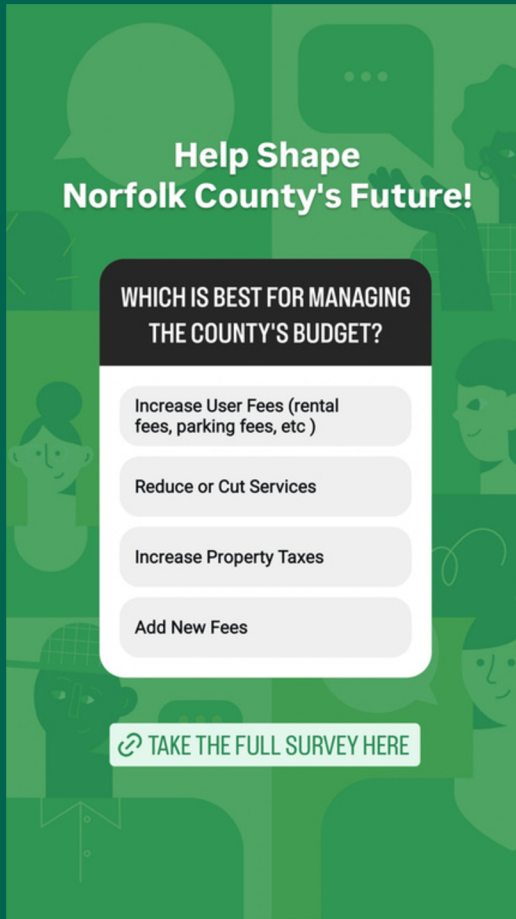 Help Shape
Norfolk County's Future!
WHICH IS BEST FOR MANAGING
THE COUNTY'S BUDGET?
Increase User Fees (rental
fees, parking fees, etc )
Reduce or Cut Services
Increase Property Taxes
Add New Fees
TAKE THE FULL SURVEY HERE